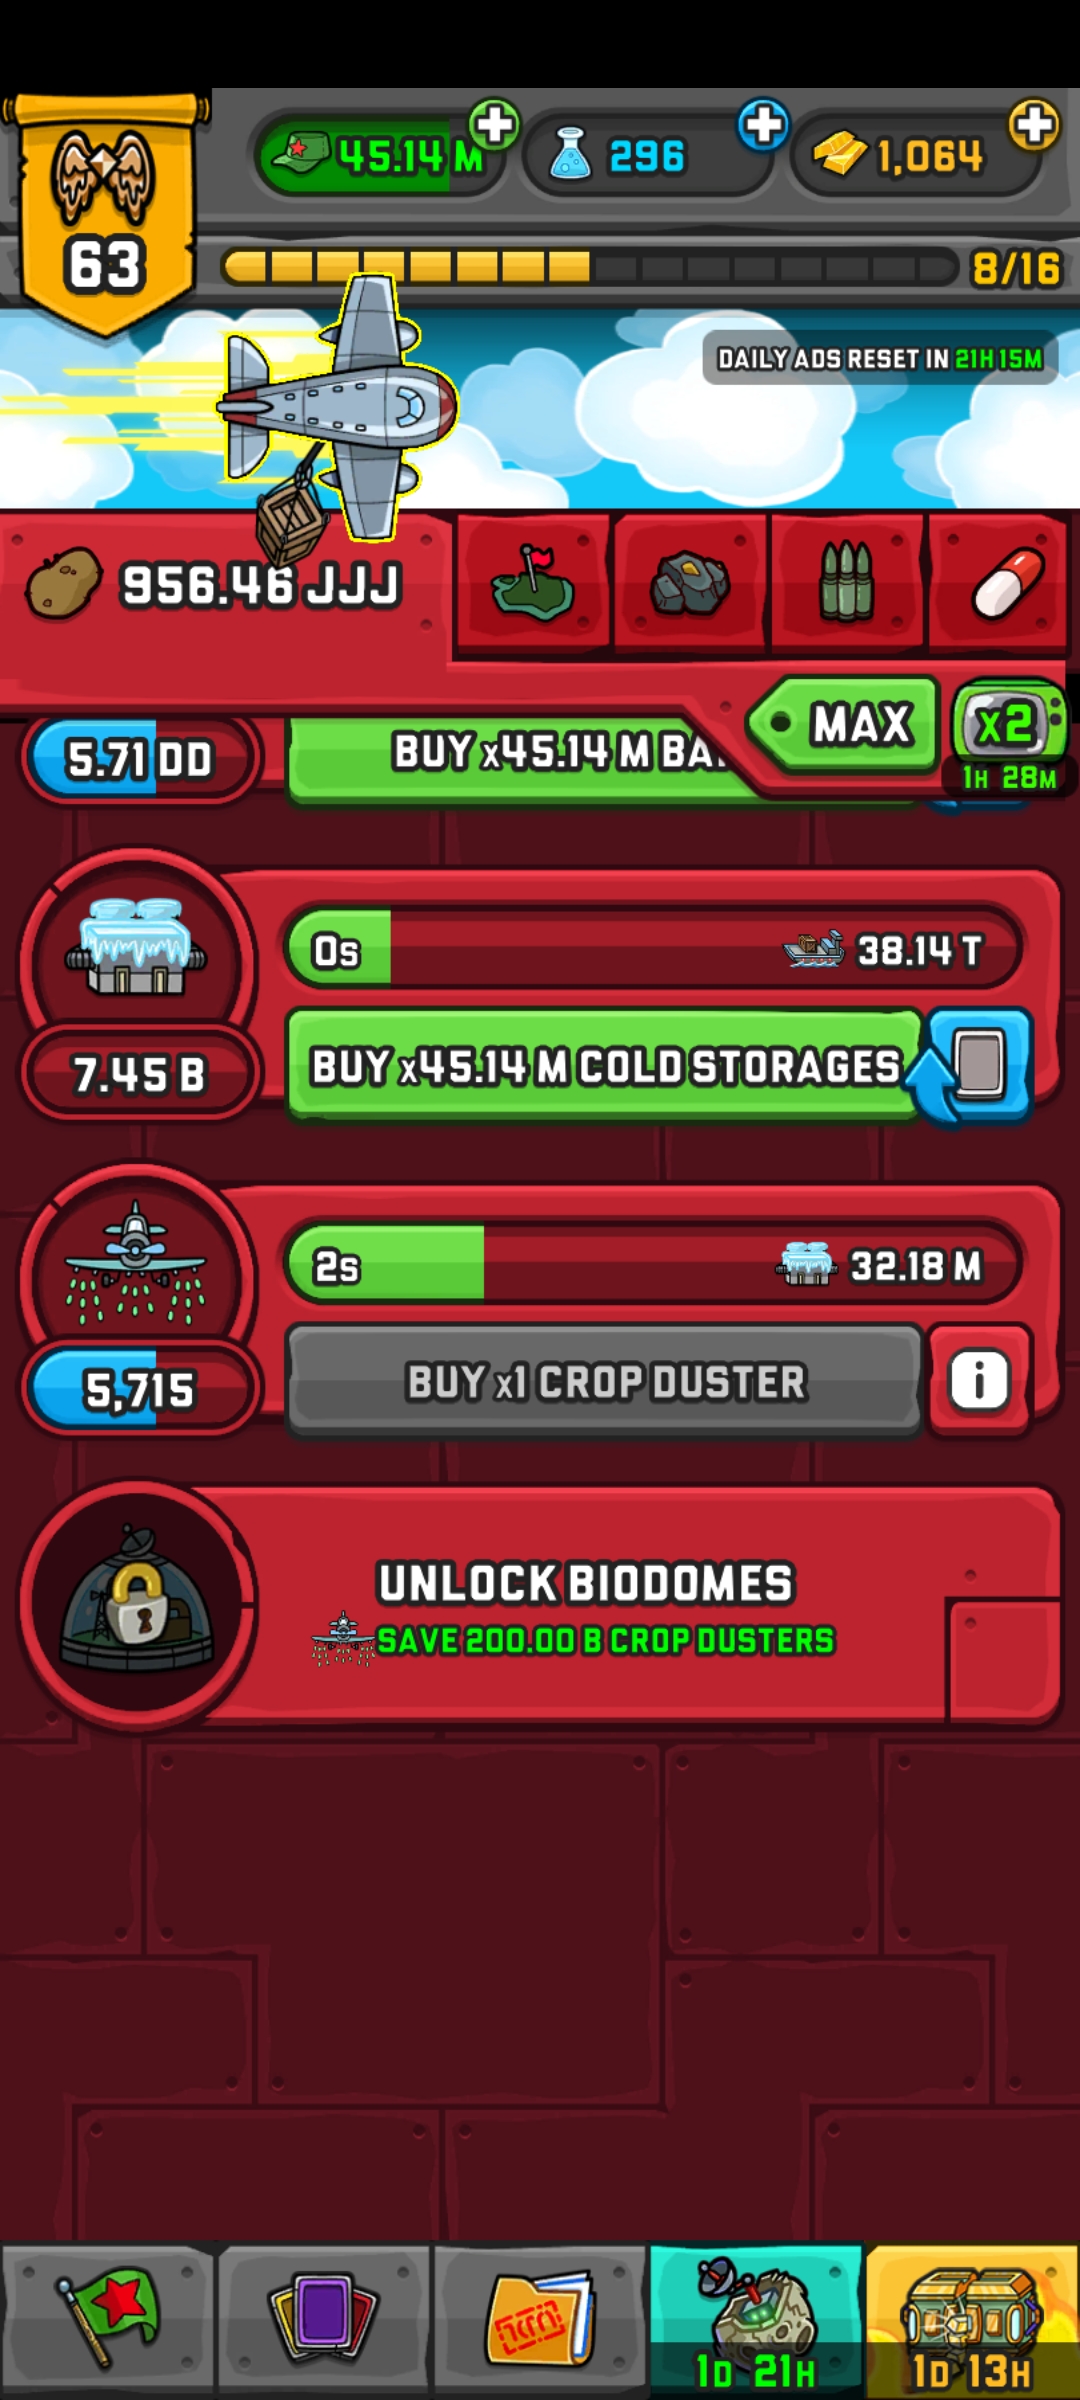 45.14 M
296
1,064
63
8/16
DAILY ADS RESET IN 21H 15M
956.46 JJJ
MAX
X2
1H 28M
5.71 DD
BUY x45.14 M BA
0s
38.14 T
7.45 B
BUY x45.14 M COLD STORAGES
2s
32.18 M
5,715
BUY x1 CROP DUSTER
i
UNLOCK BIODOMES
SAVE 200.00 B CROP DUSTERS
1D 21H
1D 13H